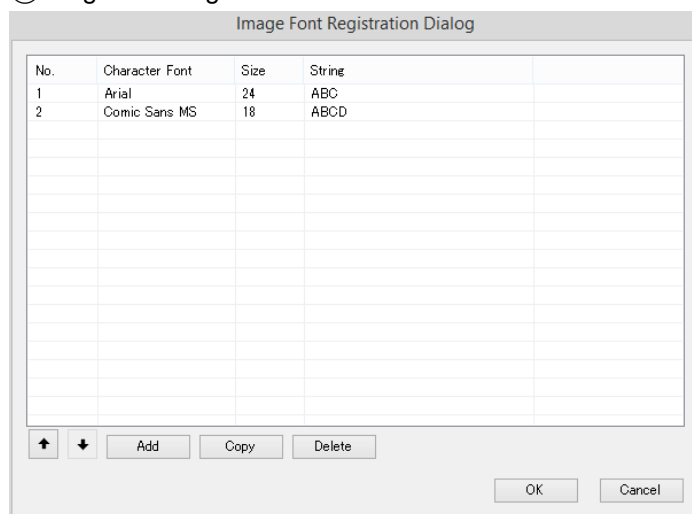 Image Font Registration Dialog
No. Character Font Size String
1 Arial 24 ABC
2 Comic Sans MS 18 ABCD
Add Copy Delete
OK Cancel